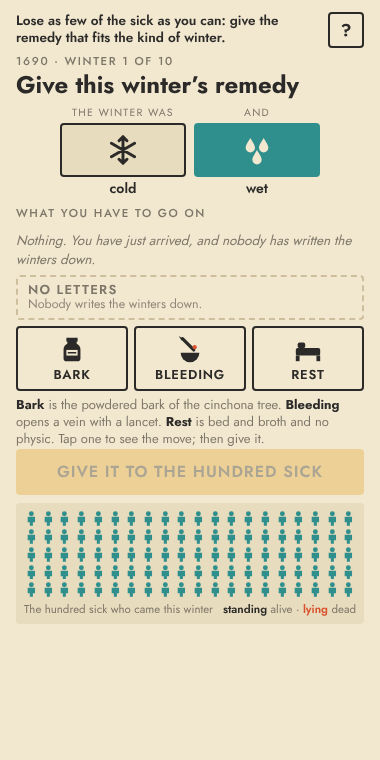 Lose as few of the sick as you can: give the
remedy that fits the kind of winter.
?
1690 · WINTER 1 OF 10
Give this winter’s remedy
THE WINTER WAS
AND
cold
wet
WHAT YOU HAVE TO GO ON
Nothing. You have just arrived, and nobody has written the
winters down.
NO LETTERS
Nobody writes the winters down.
BARK
BLEEDING
REST
Bark is the powdered bark of the cinchona tree. Bleeding
opens a vein with a lancet. Rest is bed and broth and no
physic. Tap one to see the move; then give it.
GIVE IT TO THE HUNDRED SICK
The hundred sick who came this winter standing alive · lying dead